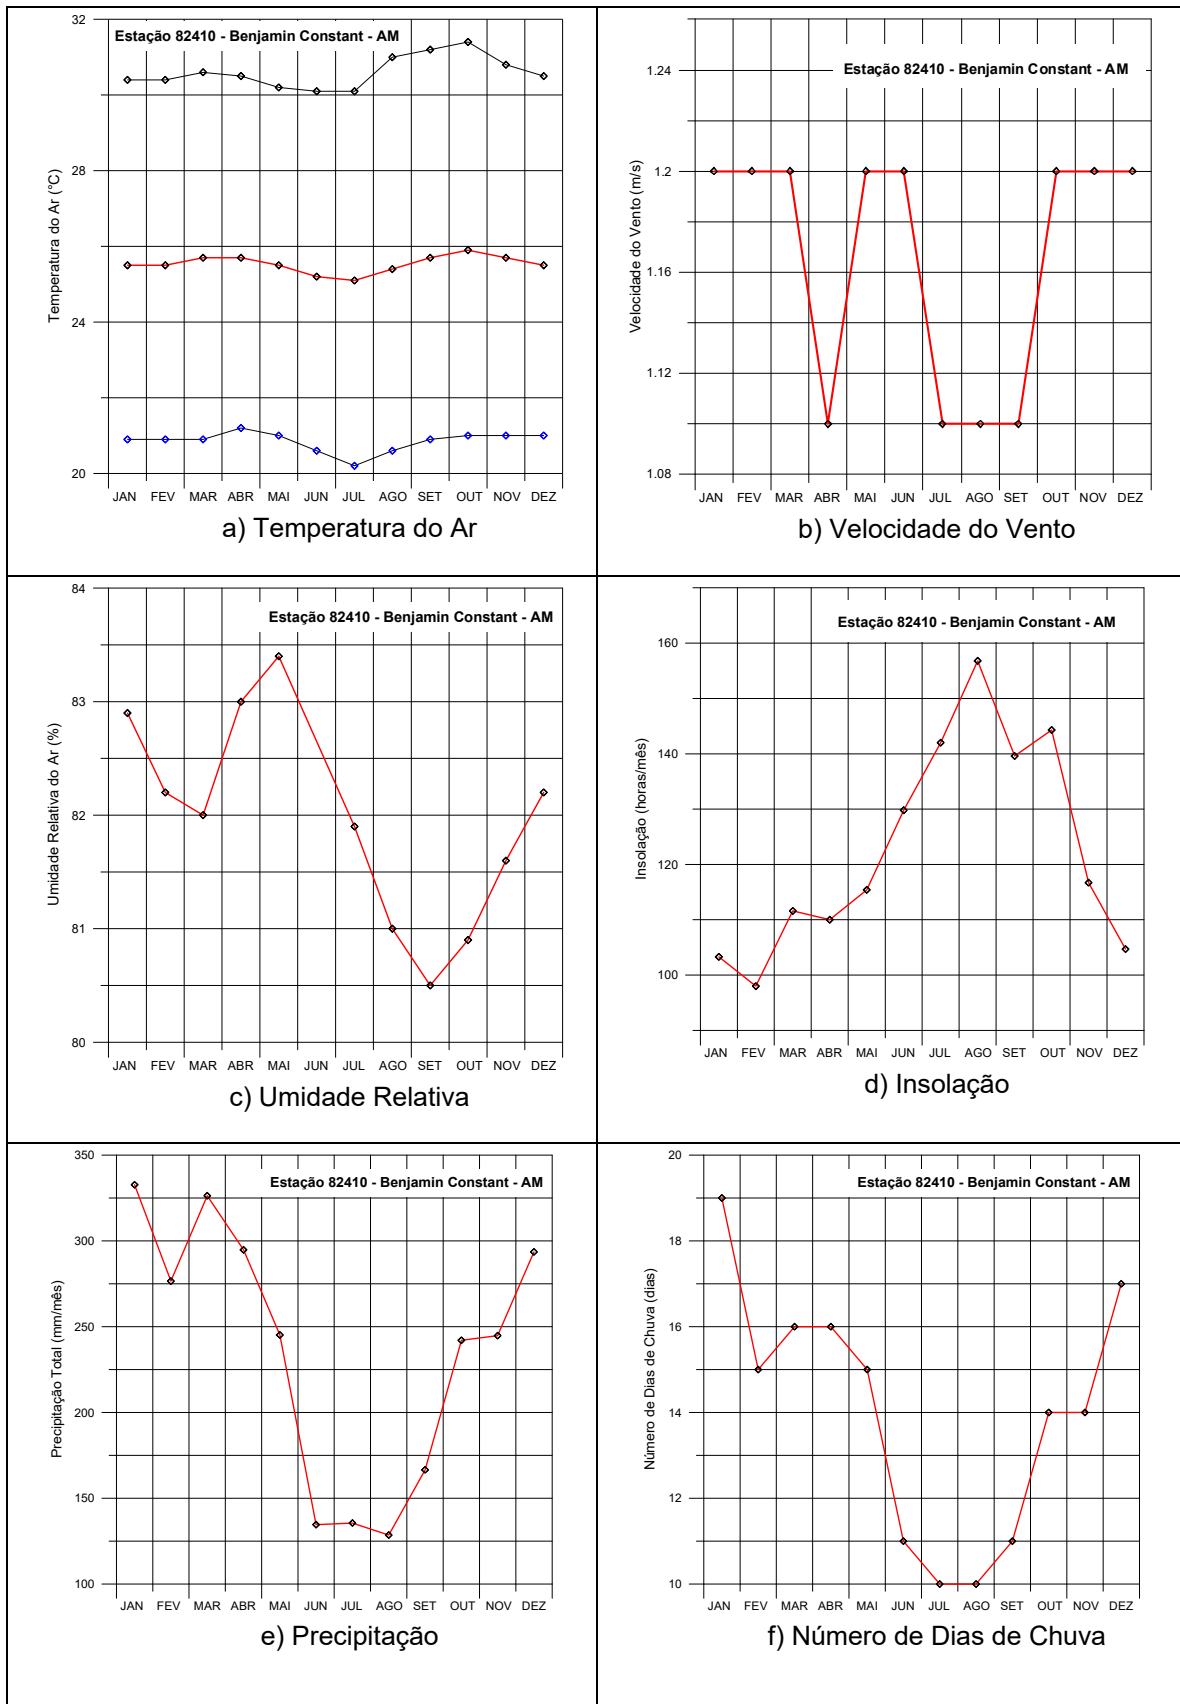 32
28
24
20
Temperatura do Ar (°C)
Estação 82410 - Benjamin Constant - AM
JAN FEV MAR ABR MAI JUN JUL AGO SET OUT NOV DEZ
a) Temperatura do Ar
1.24
1.2
1.16
1.12
1.08
Velocidade do Vento (m/s)
Estação 82410 - Benjamin Constant - AM
JAN FEV MAR ABR MAI JUN JUL AGO SET OUT NOV DEZ
b) Velocidade do Vento
84
83
82
81
80
Umidade Relativa do Ar (%)
Estação 82410 - Benjamin Constant - AM
JAN FEV MAR ABR MAI JUN JUL AGO SET OUT NOV DEZ
c) Umidade Relativa
160
140
120
100
Insolação (horas/mês)
Estação 82410 - Benjamin Constant - AM
JAN FEV MAR ABR MAI JUN JUL AGO SET OUT NOV DEZ
d) Insolação
350
300
250
200
150
100
Precipitação Total (mm/mês)
Estação 82410 - Benjamin Constant - AM
JAN FEV MAR ABR MAI JUN JUL AGO SET OUT NOV DEZ
e) Precipitação
20
18
16
14
12
10
Número de Dias de Chuva (dias)
Estação 82410 - Benjamin Constant - AM
JAN FEV MAR ABR MAI JUN JUL AGO SET OUT NOV DEZ
f) Número de Dias de Chuva